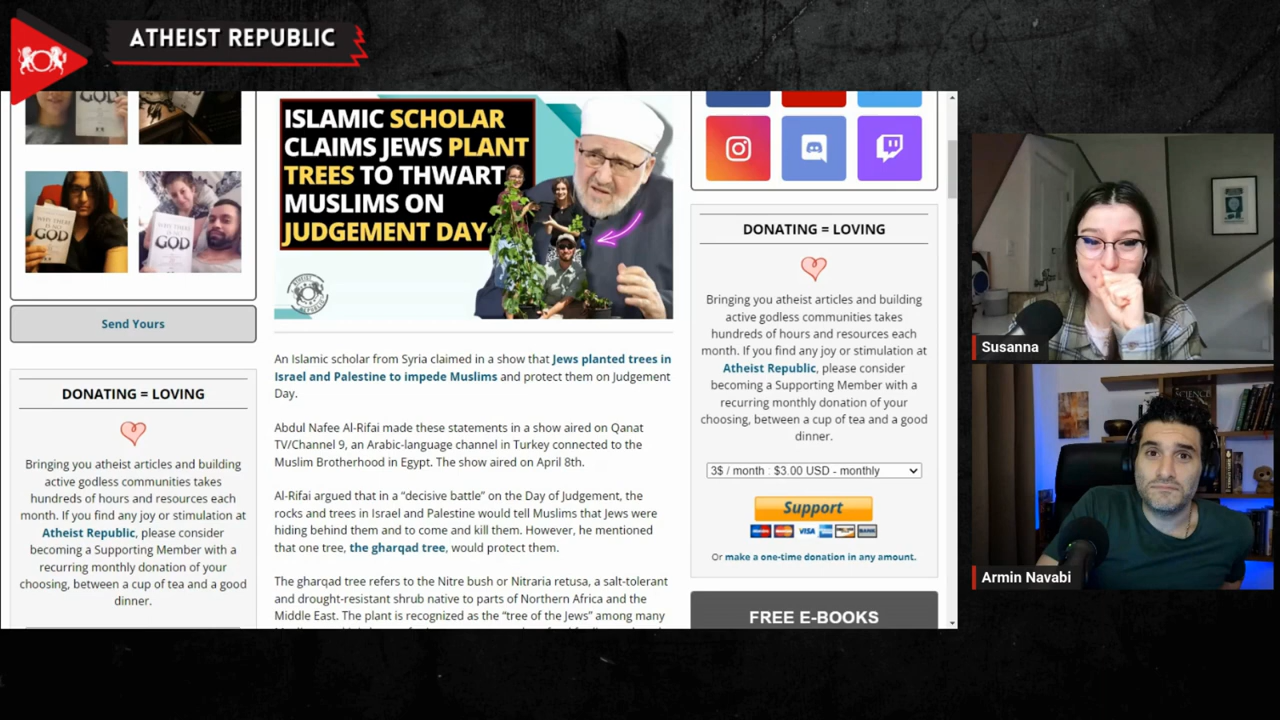 ATHEIST REPUBLIC
GOD
GOD
GOD
WHY THERE
IS NO
GOD
Send Yours
DONATING = LOVING
Bringing you atheist articles and building
active godless communities takes
hundreds of hours and resources each
month. If you find any joy or stimulation at
Atheist Republic, please consider
becoming a Supporting Member with a
recurring monthly donation of your
choosing, between a cup of tea and a good
dinner.
ISLAMIC SCHOLAR
CLAIMS JEWS PLANT
TREES TO THWART
MUSLIMS ON
JUDGEMENT DAY
An Islamic scholar from Syria claimed in a show that Jews planted trees in
Israel and Palestine to impede Muslims and protect them on Judgement
Day.
Abdul Nafee Al-Rifai made these statements in a show aired on Qanat
TV/Channel 9, an Arabic-language channel in Turkey connected to the
Muslim Brotherhood in Egypt. The show aired on April 8th.
Al-Rifai argued that in a “decisive battle” on the Day of Judgement, the
rocks and trees in Israel and Palestine would tell Muslims that Jews were
hiding behind them and to come and kill them. However, he mentioned
that one tree, the gharqad tree, would protect them.
The gharqad tree refers to the Nitre bush or Nitraria retusa, a salt-tolerant
and drought-resistant shrub native to parts of Northern Africa and the
Middle East. The plant is recognized as the “tree of the Jews” among many
DONATING = LOVING
Bringing you atheist articles and building
active godless communities takes
hundreds of hours and resources each
month. If you find any joy or stimulation at
Atheist Republic, please consider
becoming a Supporting Member with a
recurring monthly donation of your
choosing, between a cup of tea and a good
dinner.
3$ / month : $3.00 USD - monthly
Support
VISA
BANK
Or make a one-time donation in any amount.
FREE E-BOOKS
Susanna
SCIENCE
Armin Navabi